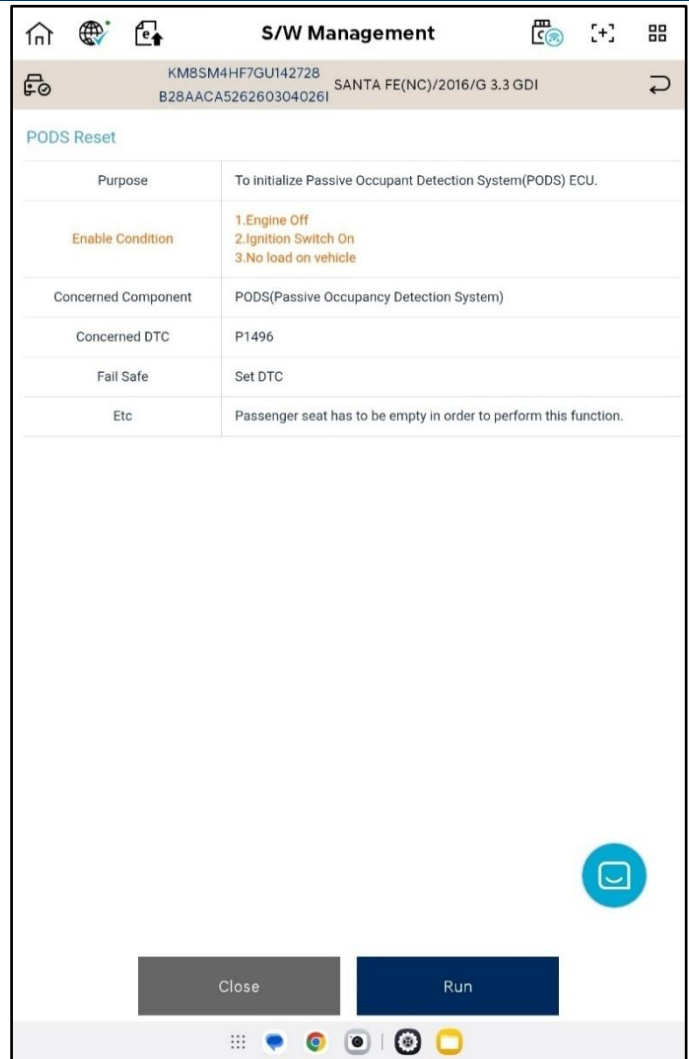 S/W Management
KM8SM4HF7GU142728
B28AACA526260304026I
SANTA FE(NC)/2016/G 3.3 GDI
PODS Reset
Purpose
To initialize Passive Occupant Detection System(PODS) ECU.
Enable Condition
1.Engine Off
2.Ignition Switch On
3.No load on vehicle
Concerned Component
PODS(Passive Occupancy Detection System)
Concerned DTC
P1496
Fail Safe
Set DTC
Etc
Passenger seat has to be empty in order to perform this function.
Close
Run